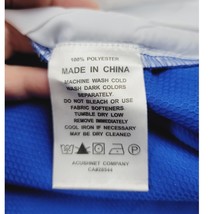 100% POLYESTER
MADE IN CHINA
MACHINE WASH COLD
WASH DARK COLORS
SEPARATELY
DO NOT BLEACH OR USE
FABRIC SOFTENERS
TUMBLE DRY LOW
REMOVE IMMEDIATELY
COOL IRON IF NECESSARY
MAY BE DRY CLEANED
ACUSHNET COMPANY